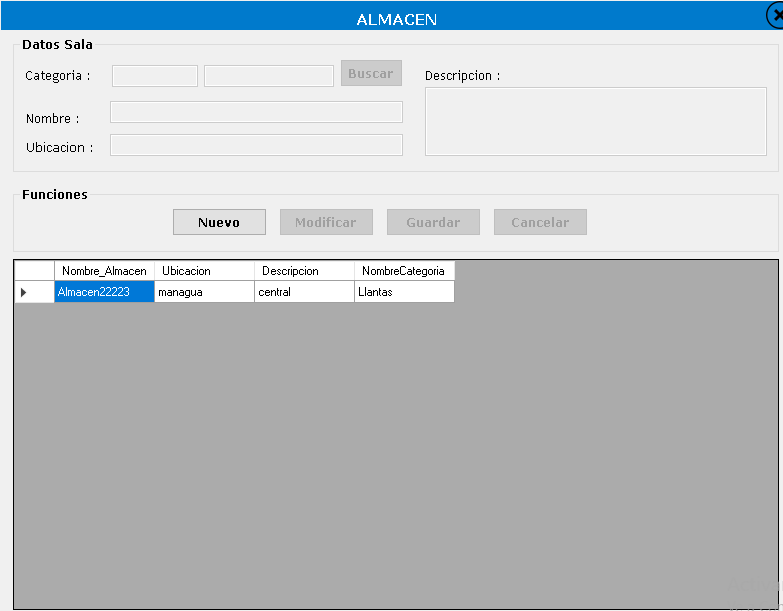 ALMACEN
Datos Sala
Categoria :
Buscar
Descripcion :
Nombre :
Ubicacion :
Funciones
Nuevo Modificar Guardar Cancelar
Nombre_Almacen Ubicacion Descripcion NombreCategoria
Almacen22223 managua central Llantas